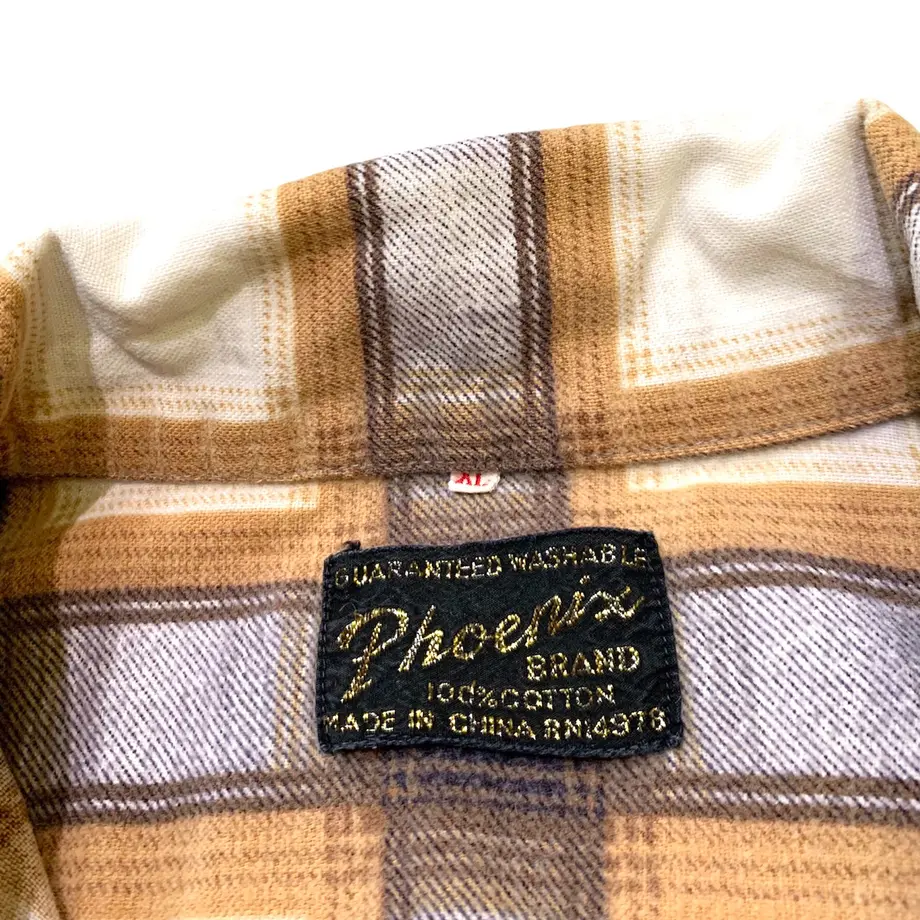 XL
GUARANTEED WASHABLE
Phoenix
BRAND
100% COTTON
MADE IN CHINA RN14978